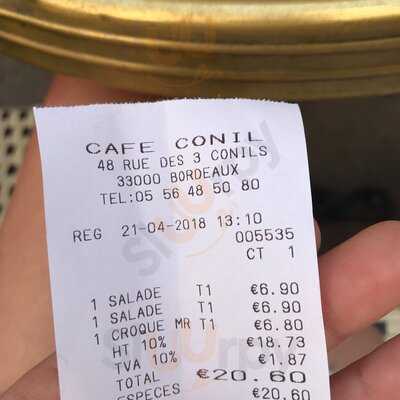 CAFE CONIL
48 RUE DES 3 CONILS
33000 BORDEAUX
TEL:05 56 48 50 80
REG 21-04-2018 13:10
005535
CT 1
1 SALADE T1 €6.90
1 SALADE T1 €6.90
1 CROQUE MR T1 €6.80
HT 10% €18.73
TVA 10% €1.87
TOTAL €20.60
ESPECES €20.60